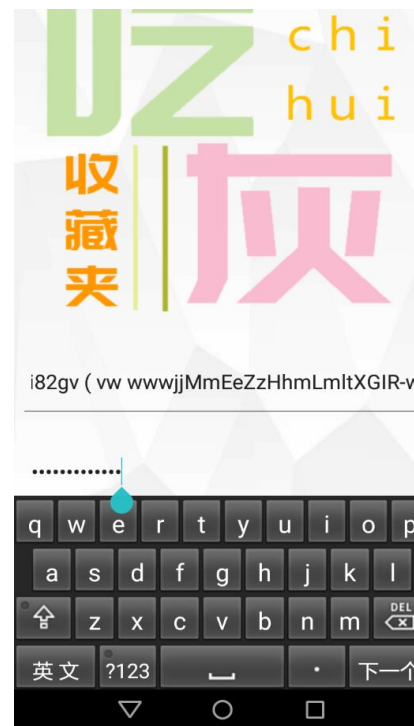 吃 chi
hui
灰
收藏夹
i82gv ( vw wwwjjMmEeZzHhmLmltXGIR-w
•••••••••••••
q w e r t y u i o p
a s d f g h j k l
z x c v b n m DEL
英文 ?123 · 下一个